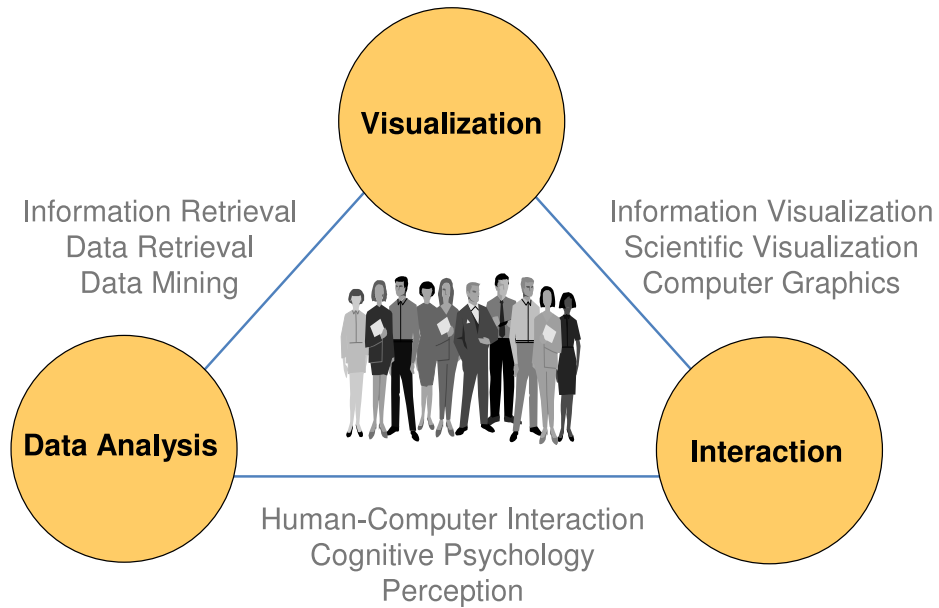 Visualization
Information Retrieval
Data Retrieval
Data Mining
Information Visualization
Scientific Visualization
Computer Graphics
Data Analysis
Interaction
Human-Computer Interaction
Cognitive Psychology
Perception